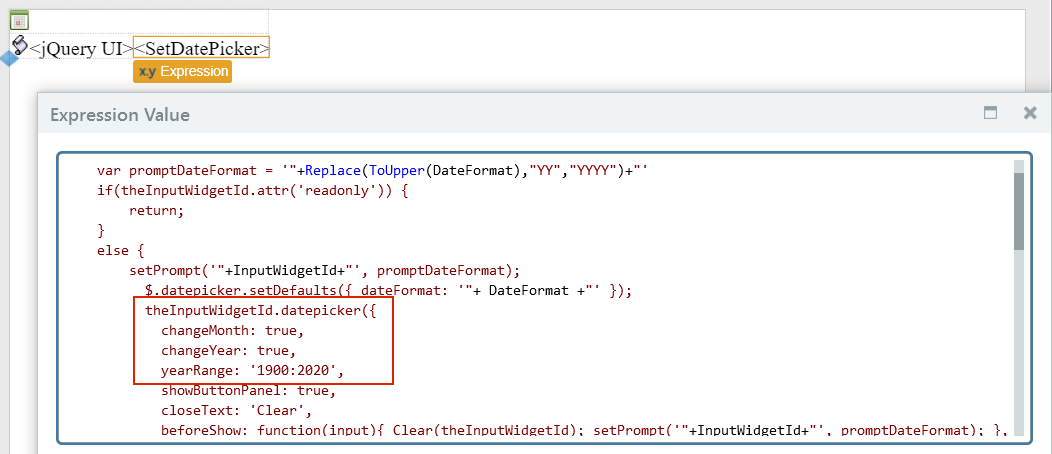 <jQuery UI><SetDatePicker>
x.y Expression
Expression Value
var promptDateFormat = '"+Replace(ToUpper(DateFormat),"YY","YYYY")+"'
if(theInputWidgetId.attr('readonly')) {
return;
}
else {
setPrompt('"+InputWidgetId+"', promptDateFormat);
$.datepicker.setDefaults({ dateFormat: '"+ DateFormat +"' });
theInputWidgetId.datepicker({
changeMonth: true,
changeYear: true,
yearRange: '1900:2020',
showButtonPanel: true,
closeText: 'Clear',
beforeShow: function(input){ Clear(theInputWidgetId); setPrompt('"+InputWidgetId+"', promptDateFormat); },